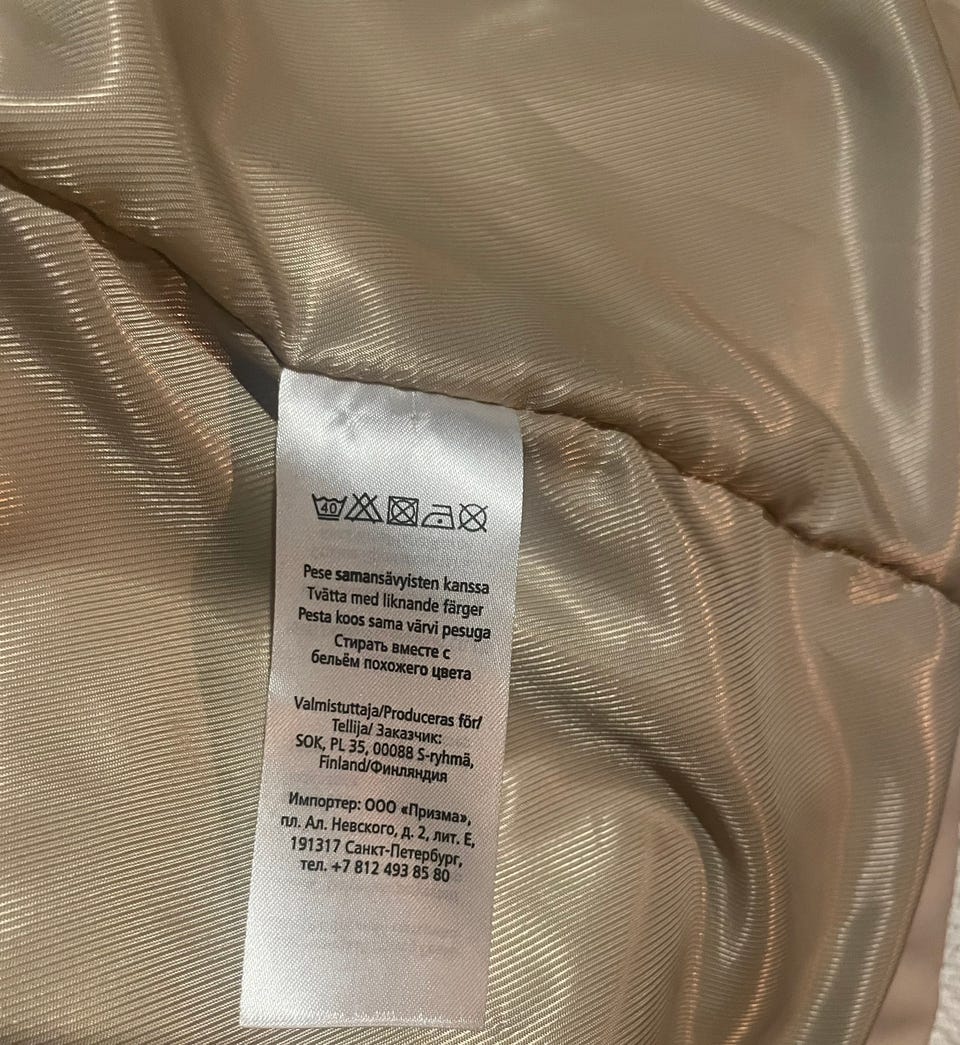 40
Pese samansävyisten kanssa
Tvätta med liknande färger
Pesta koos sama värvi pesuga
Стирать вместе с
бельём похожего цвета
Valmistuttaja/Produceras för/
Tellija/ Заказчик:
SOK, PL 35, 00088 S-ryhmä,
Finland/Финляндия
Импортер: ООО «Призма»,
пл. Ал. Невского, д. 2, лит. Е,
191317 Санкт-Петербург,
тел. +7 812 493 85 80